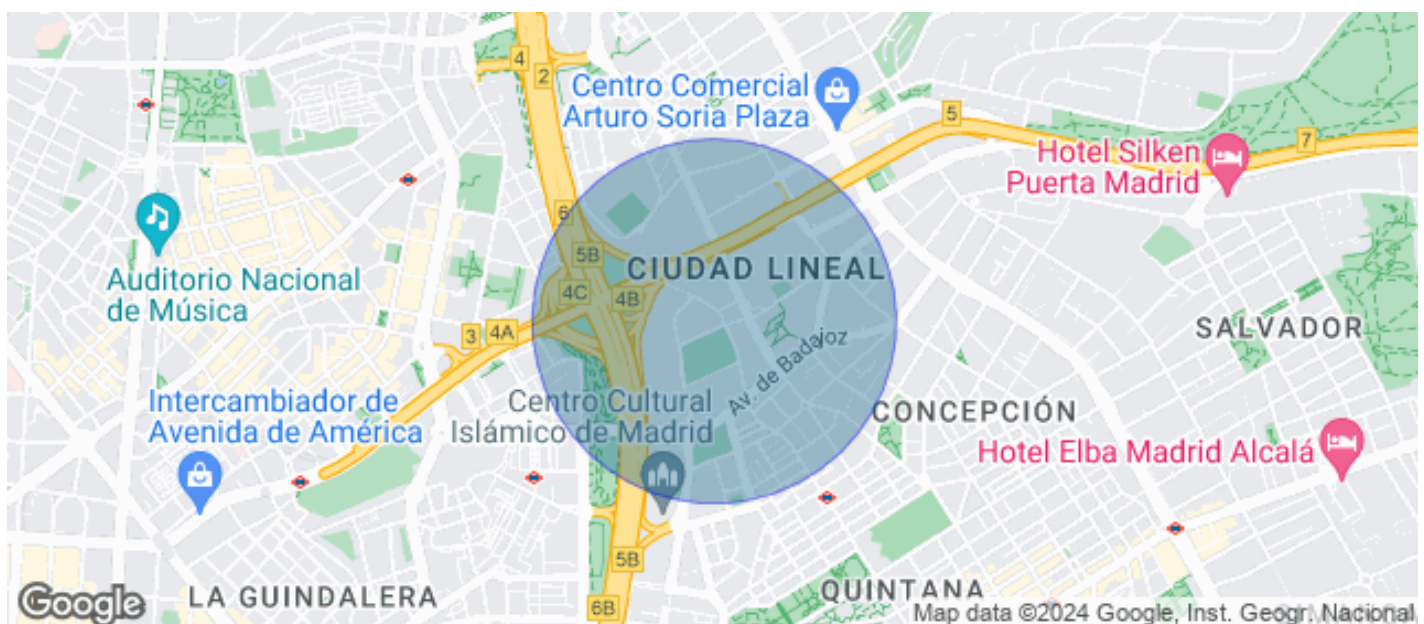 4
2
Centro Comercial
Arturo Soria Plaza
5
7
Hotel Silken
Puerta Madrid
6
5B
CIUDAD LINEAL
Auditorio Nacional
de Música
4C
4B
3
4A
SALVADOR
Av. de Badajoz
Intercambiador de
Avenida de América
Centro Cultural
Islámico de Madrid
CONCEPCIÓN
Hotel Elba Madrid Alcalá
5B
LA GUINDALERA
QUINTANA
6B
Google
Map data ©2024 Google, Inst. Geogr. Nacional